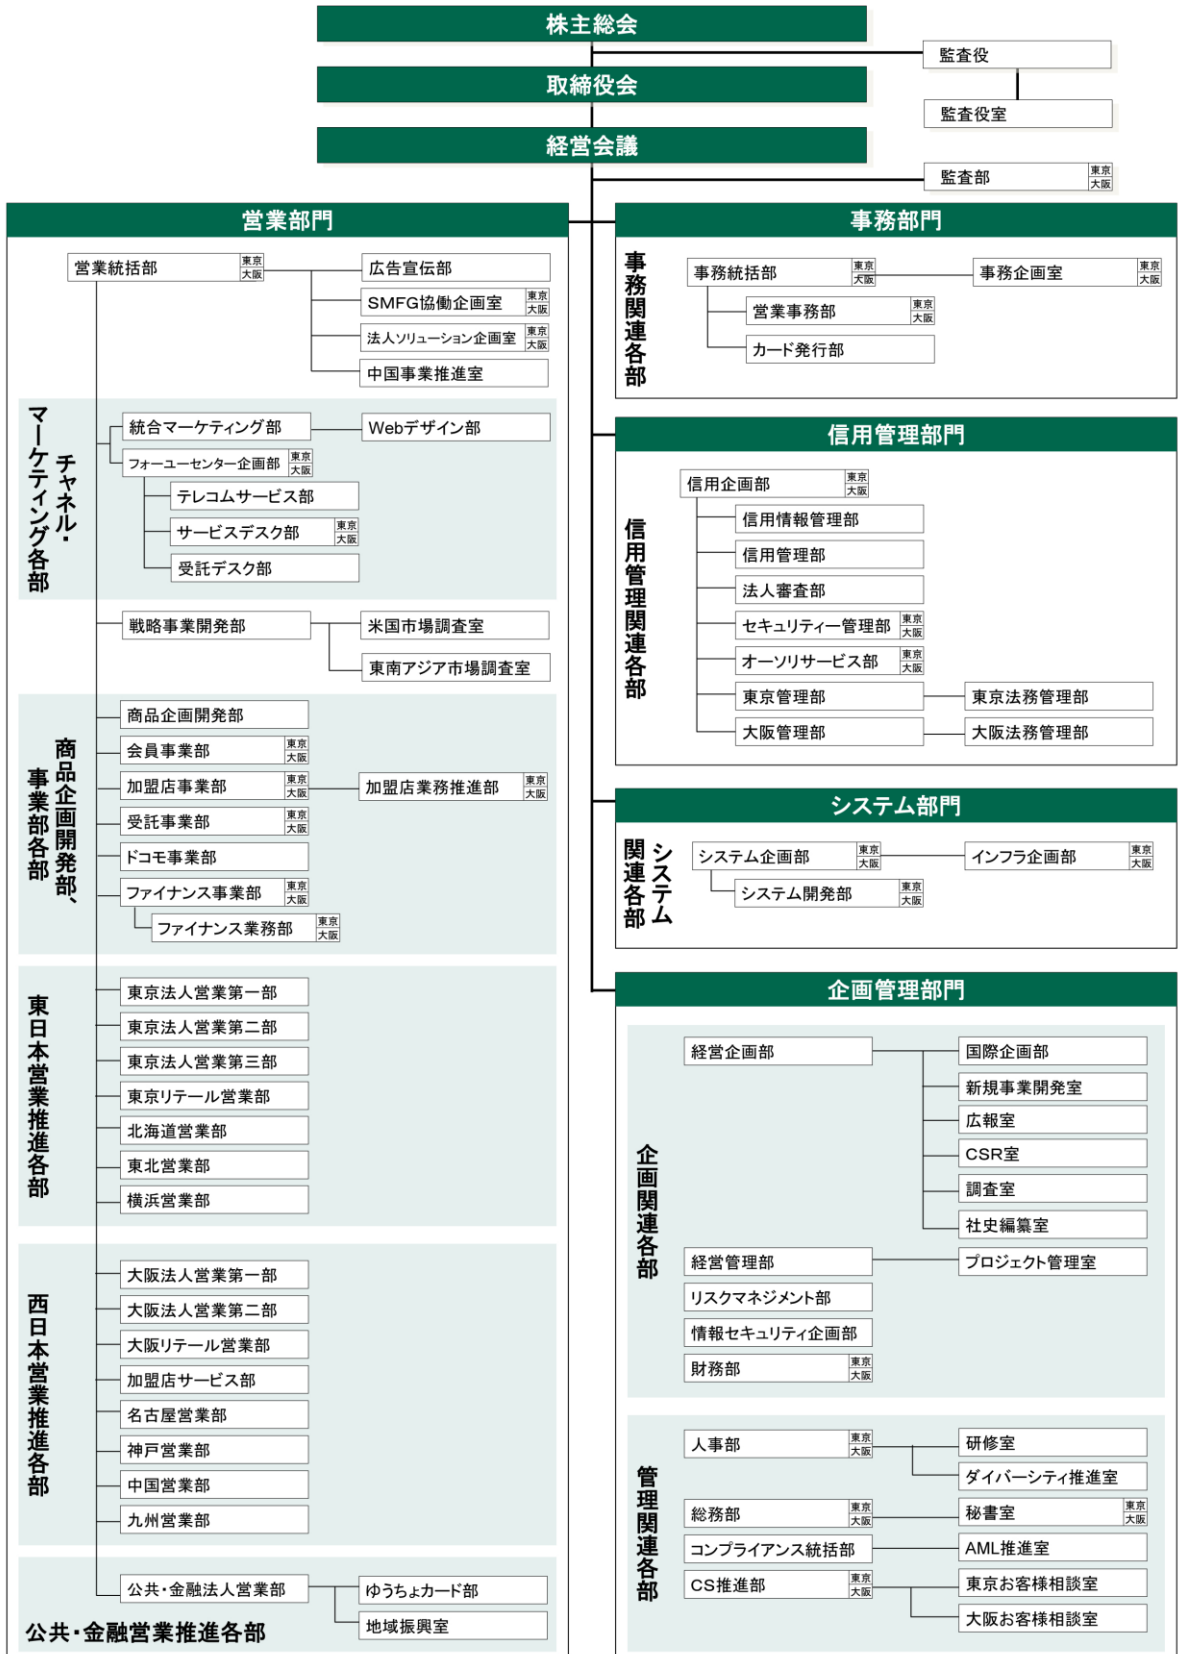 株主総会
監査役
取締役会
監査役室
経営会議
監査部
東京
大阪
営業部門
営業統括部
東京
大阪
広告宣伝部
SMFG協働企画室
東京
大阪
法人ソリューション企画室
東京
大阪
中国事業推進室
チャネル・
マーケティング各部
統合マーケティング部
Webデザイン部
フォーユーセンター企画部
東京
大阪
テレコムサービス部
サービスデスク部
東京
大阪
受託デスク部
戦略事業開発部
米国市場調査室
東南アジア市場調査室
商品企画開発部、
事業部各部
商品企画開発部
会員事業部
東京
大阪
加盟店事業部
東京
大阪
加盟店業務推進部
東京
大阪
受託事業部
東京
大阪
ドコモ事業部
ファイナンス事業部
東京
大阪
ファイナンス業務部
東京
大阪
東日本営業推進各部
東京法人営業第一部
東京法人営業第二部
東京法人営業第三部
東京リテール営業部
北海道営業部
東北営業部
横浜営業部
西日本営業推進各部
大阪法人営業第一部
大阪法人営業第二部
大阪リテール営業部
加盟店サービス部
名古屋営業部
神戸営業部
中国営業部
九州営業部
公共・金融法人営業部
ゆうちょカード部
地域振興室
公共・金融営業推進各部
事務部門
事務関連各部
事務統括部
東京
大阪
事務企画室
東京
大阪
営業事務部
東京
大阪
カード発行部
信用管理部門
信用管理関連各部
信用企画部
東京
大阪
信用情報管理部
信用管理部
法人審査部
セキュリティー管理部
東京
大阪
オーソリサービス部
東京
大阪
東京管理部
東京法務管理部
大阪管理部
大阪法務管理部
システム部門
システム
関連各部
システム企画部
東京
大阪
インフラ企画部
東京
大阪
システム開発部
東京
大阪
企画管理部門
企画関連各部
経営企画部
国際企画部
新規事業開発室
広報室
CSR室
調査室
社史編纂室
経営管理部
プロジェクト管理室
リスクマネジメント部
情報セキュリティ企画部
財務部
東京
大阪
管理関連各部
人事部
東京
大阪
研修室
ダイバーシティ推進室
総務部
東京
大阪
秘書室
東京
大阪
コンプライアンス統括部
AML推進室
CS推進部
東京
大阪
東京お客様相談室
大阪お客様相談室